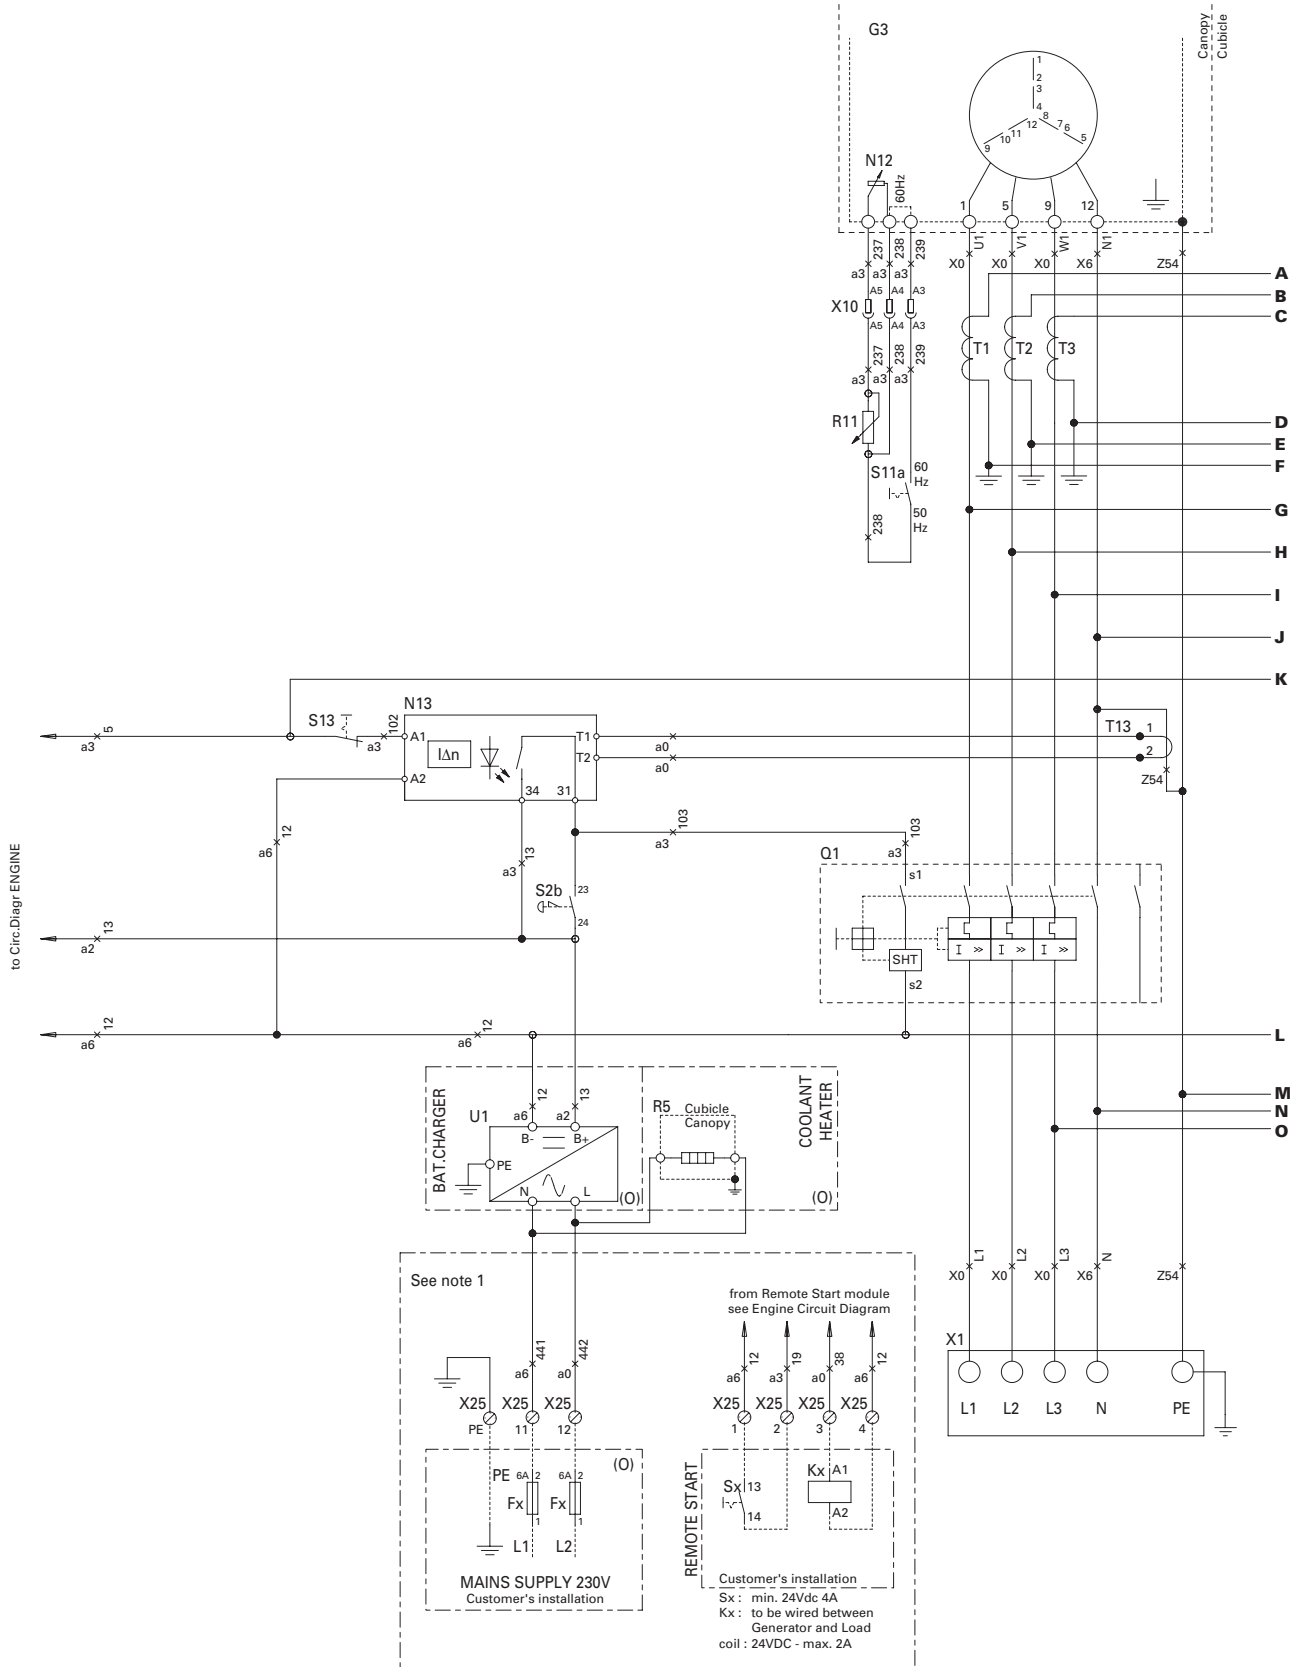 G3
Canopy
Cubicle
1
2
3
4
8
7
6
5
12
11
10
9
N12
60Hz
1
5
9
12
U1
V1
W1
N1
237
238
239
X0
X0
X0
X6
Z54
a3
a3
a3
A
A5
A4
A3
B
X10
C
A5
A4
A3
T1
T2
T3
237
238
239
a3
a3
a3
R11
D
E
S11a
60
Hz
F
50
Hz
238
G
H
I
J
K
N13
S13
102
5
a3
a3
A1
IΔn
T1
a0
T13
1
A2
T2
a0
2
Z54
34
31
12
a6
103
a3
103
a3
13
a3
Q1
s1
to Circ.Diagr ENGINE
S2b
23
24
13
a2
I >>
I >>
I >>
SHT
s2
12
a6
12
a6
L
BAT.CHARGER
U1
12
13
a6
a2
B-
B+
PE
N
L
(O)
R5
Cubicle
Canopy
COOLANT
HEATER
(O)
M
N
O
See note 1
L1
L2
L3
N
X0
X0
X0
X6
Z54
from Remote Start module
see Engine Circuit Diagram
441
442
a6
a0
12
19
38
12
a6
a3
a0
a6
X1
L1
L2
L3
N
PE
X25
X25
X25
X25
X25
X25
X25
PE
11
12
1
2
3
4
(O)
PE
6A
2
6A
2
Fx
Fx
1
1
L1
L2
MAINS SUPPLY 230V
Customer's installation
REMOTE START
Sx
13
14
Kx
A1
A2
Customer's installation
Sx : min. 24Vdc 4A
Kx : to be wired between
Generator and Load
coil : 24VDC - max. 2A